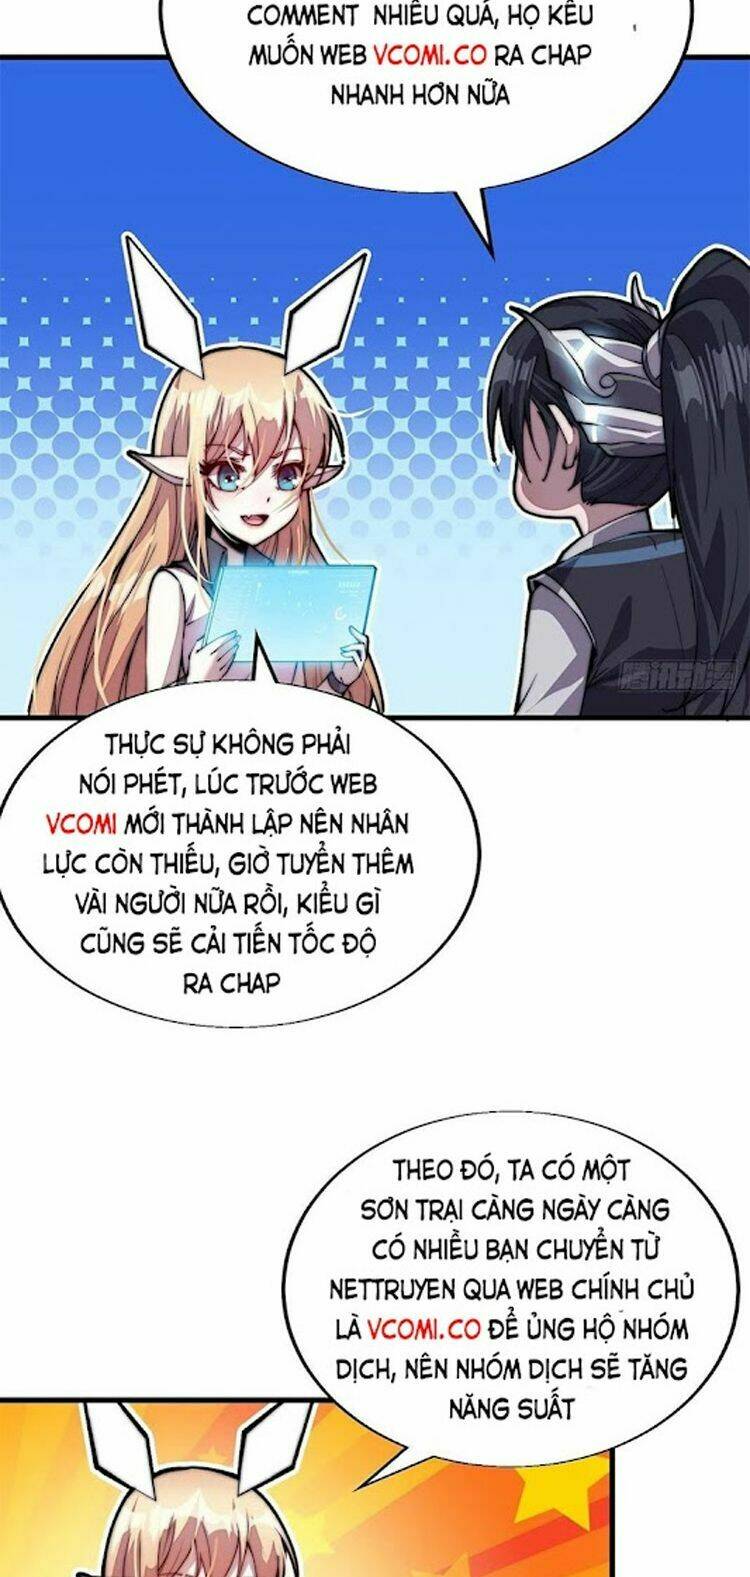 COMMENT NHIỀU QUÁ, HỌ KÊU
MUỐN WEB VCOMI.CO RA CHAP
NHANH HƠN NỮA
腾讯动漫
THỰC SỰ KHÔNG PHẢI
NÓI PHÉT, LÚC TRƯỚC WEB
VCOMI MỚI THÀNH LẬP NÊN NHÂN
LỰC CÒN THIẾU, GIỜ TUYỂN THÊM
VÀI NGƯỜI NỮA RỒI, KIỂU GÌ
CŨNG SẼ CẢI TIẾN TỐC ĐỘ
RA CHAP
THEO ĐÓ, TA CÓ MỘT
SƠN TRẠI CÀNG NGÀY CÀNG
CÓ NHIỀU BẠN CHUYỂN TỪ
NETTRUYEN QUA WEB CHÍNH CHỦ
LÀ VCOMI.CO ĐỂ ỦNG HỘ NHÓM
DỊCH, NÊN NHÓM DỊCH SẼ TĂNG
NĂNG SUẤT